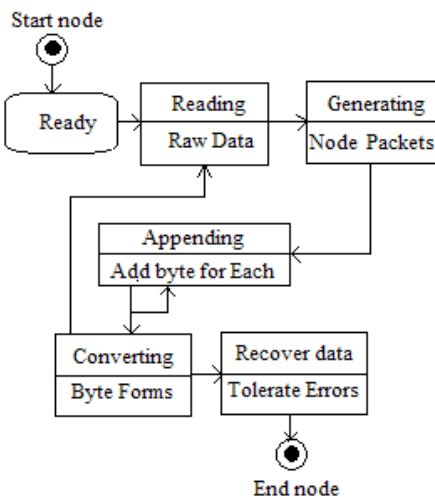 Start node
Ready
Reading
Raw Data
Generating
Node Packets
Appending
Add byte for Each
Converting
Byte Forms
Recover data
Tolerate Errors
End node